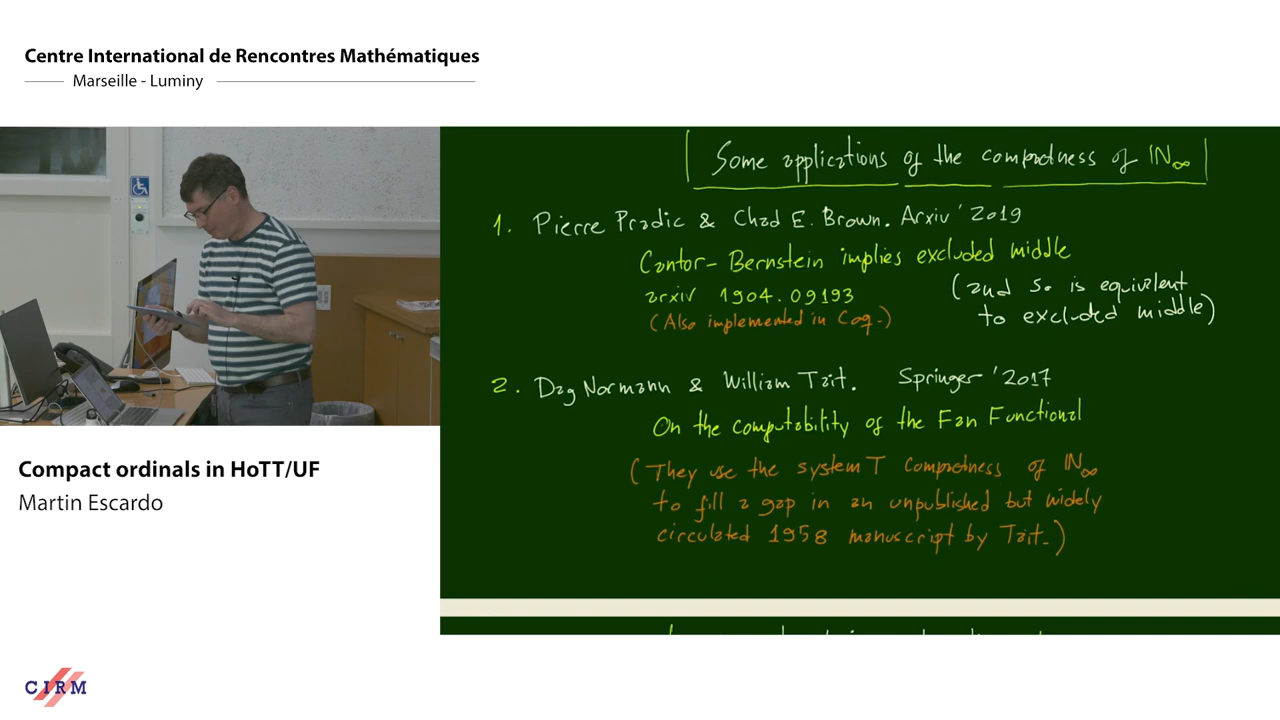 Centre International de Rencontres Mathématiques
Marseille - Luminy
Some applications of the compactness of ℕ∞
1. Pierre Pradic & Chad E. Brown. Arxiv '2019
Cantor-Bernstein implies excluded middle
arxiv 1904.09193
(and so is equivalent
to excluded middle)
(Also implemented in Coq.)
2. Dag Normann & William Tait. Springer '2017
On the computability of the Fan Functional
(They use the system T compactness of ℕ∞
to fill a gap in an unpublished but widely
circulated 1958 manuscript by Tait.)
Compact ordinals in HoTT/UF
Martin Escardo
CIRM